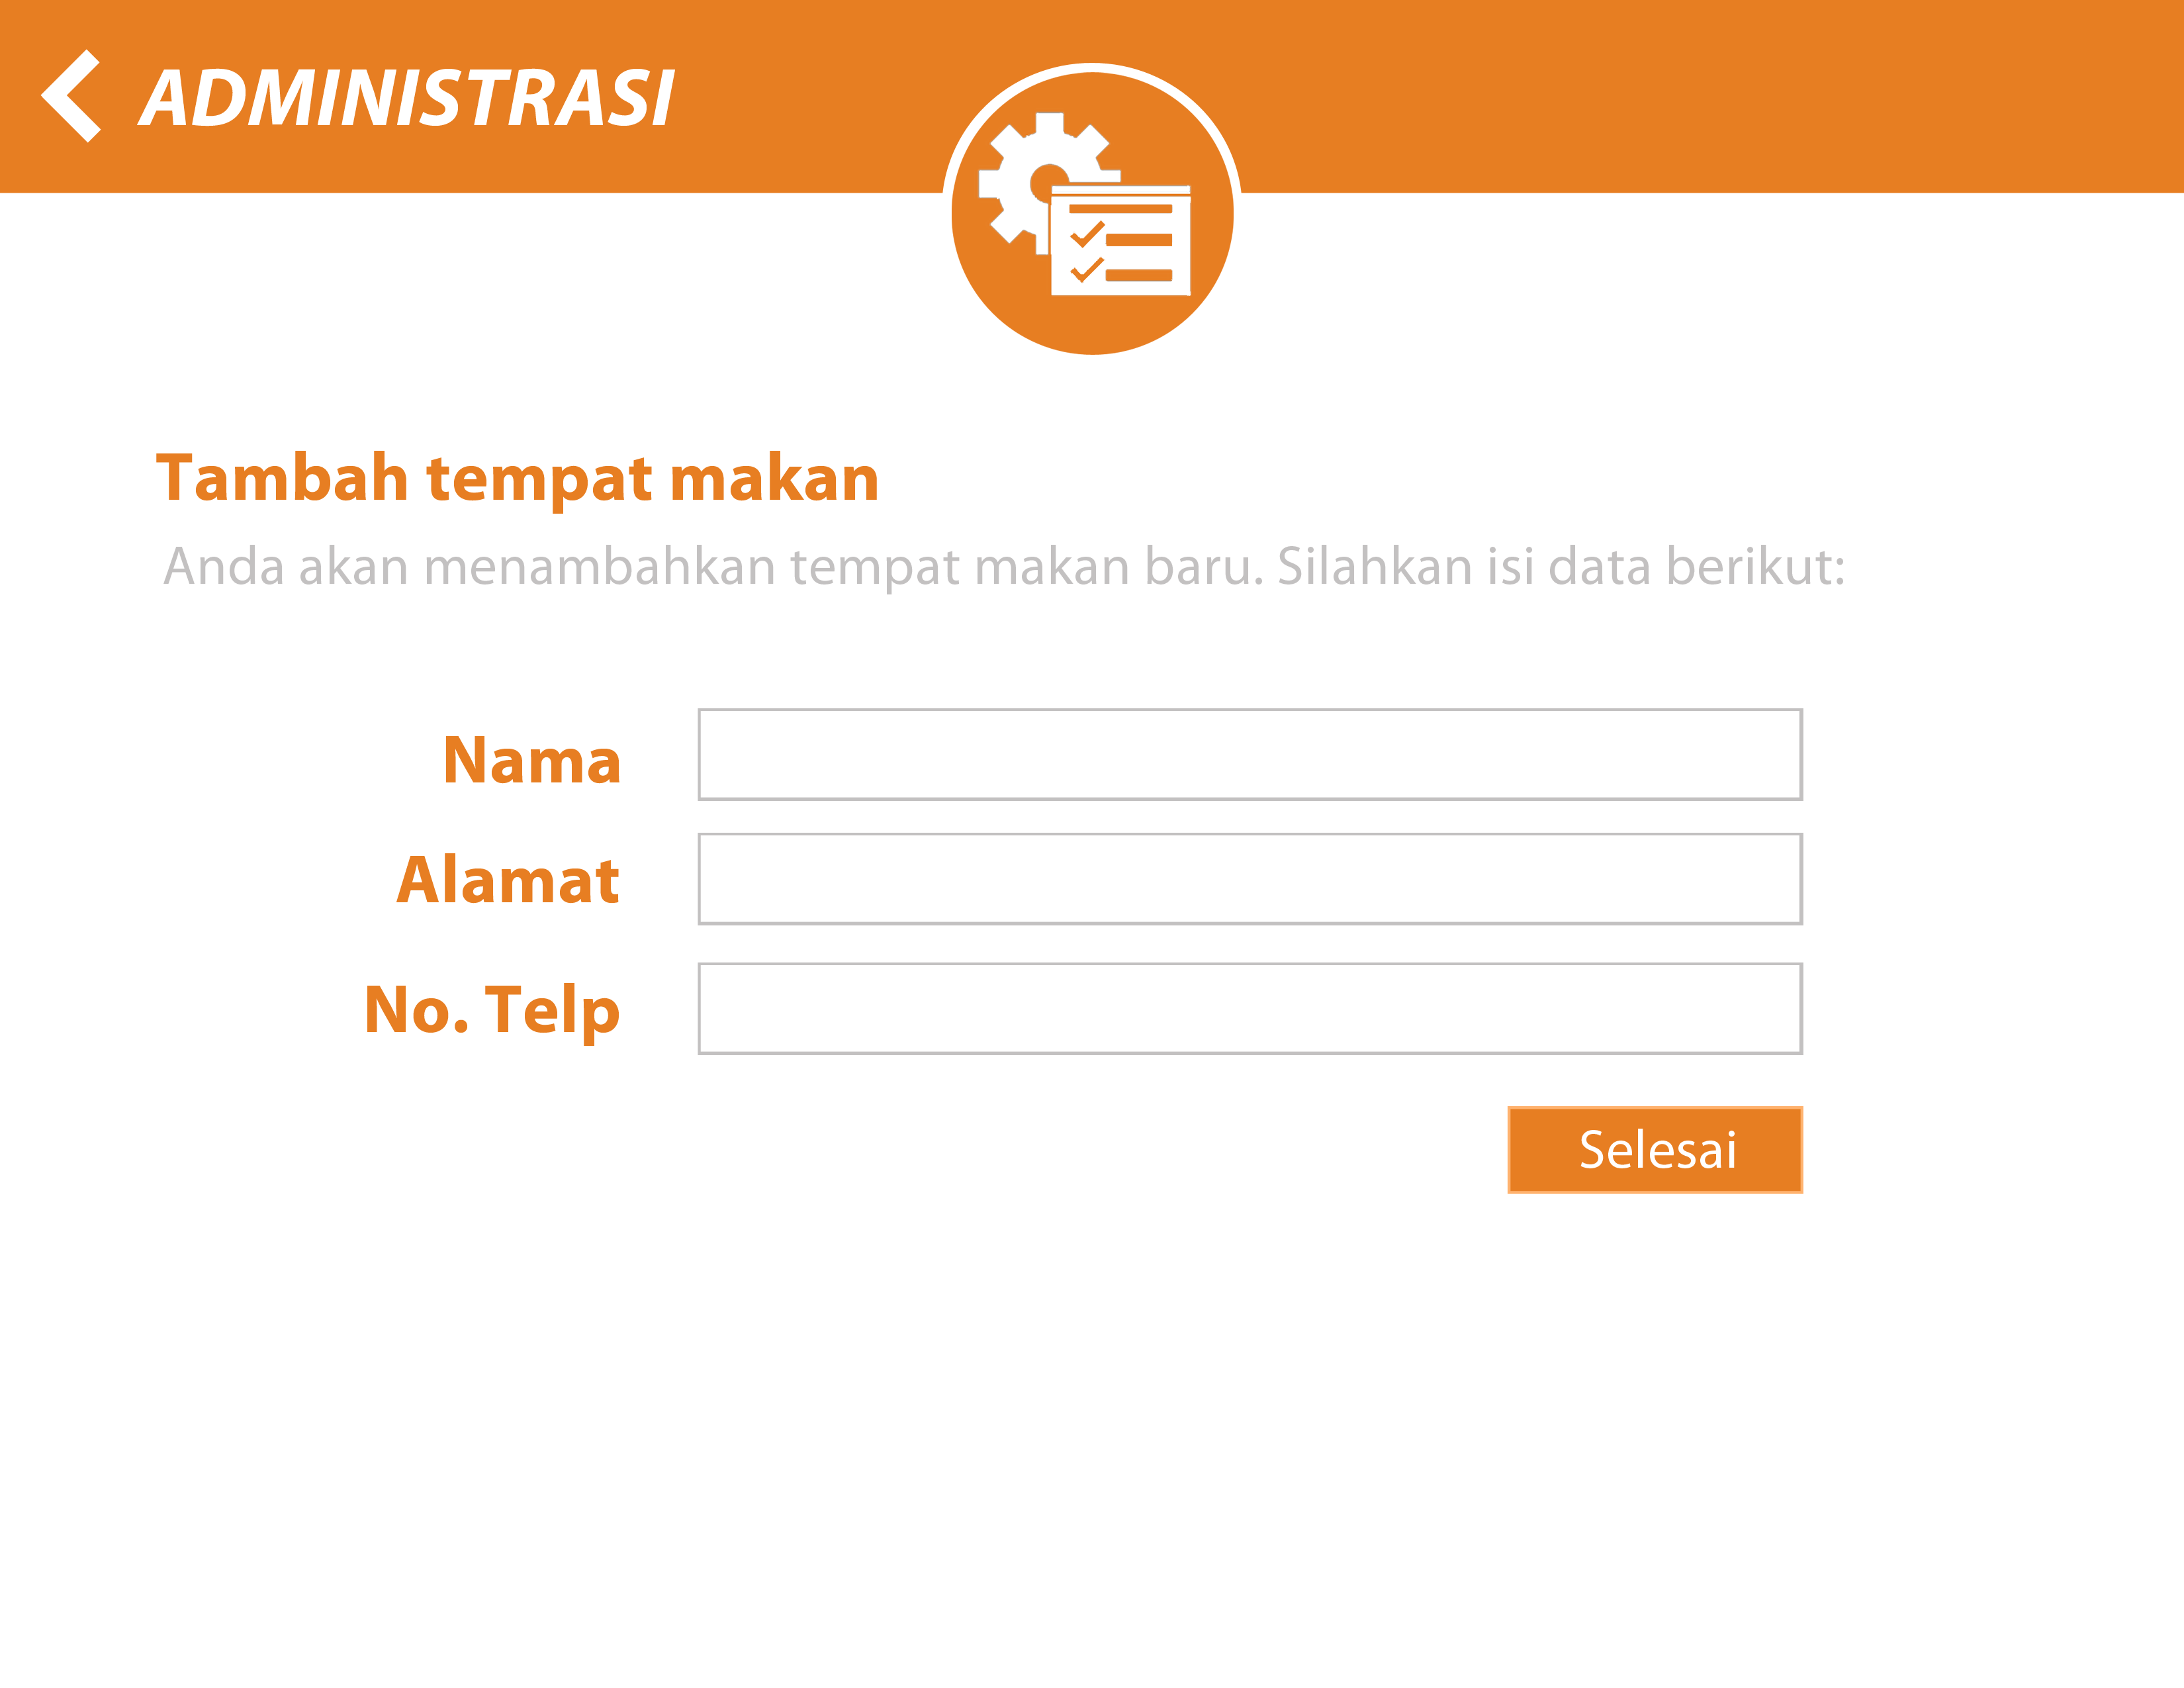 ADMINISTRASI
Tambah tempat makan
Anda akan menambahkan tempat makan baru. Silahkan isi data berikut:
Nama
Alamat
No. Telp
Selesai